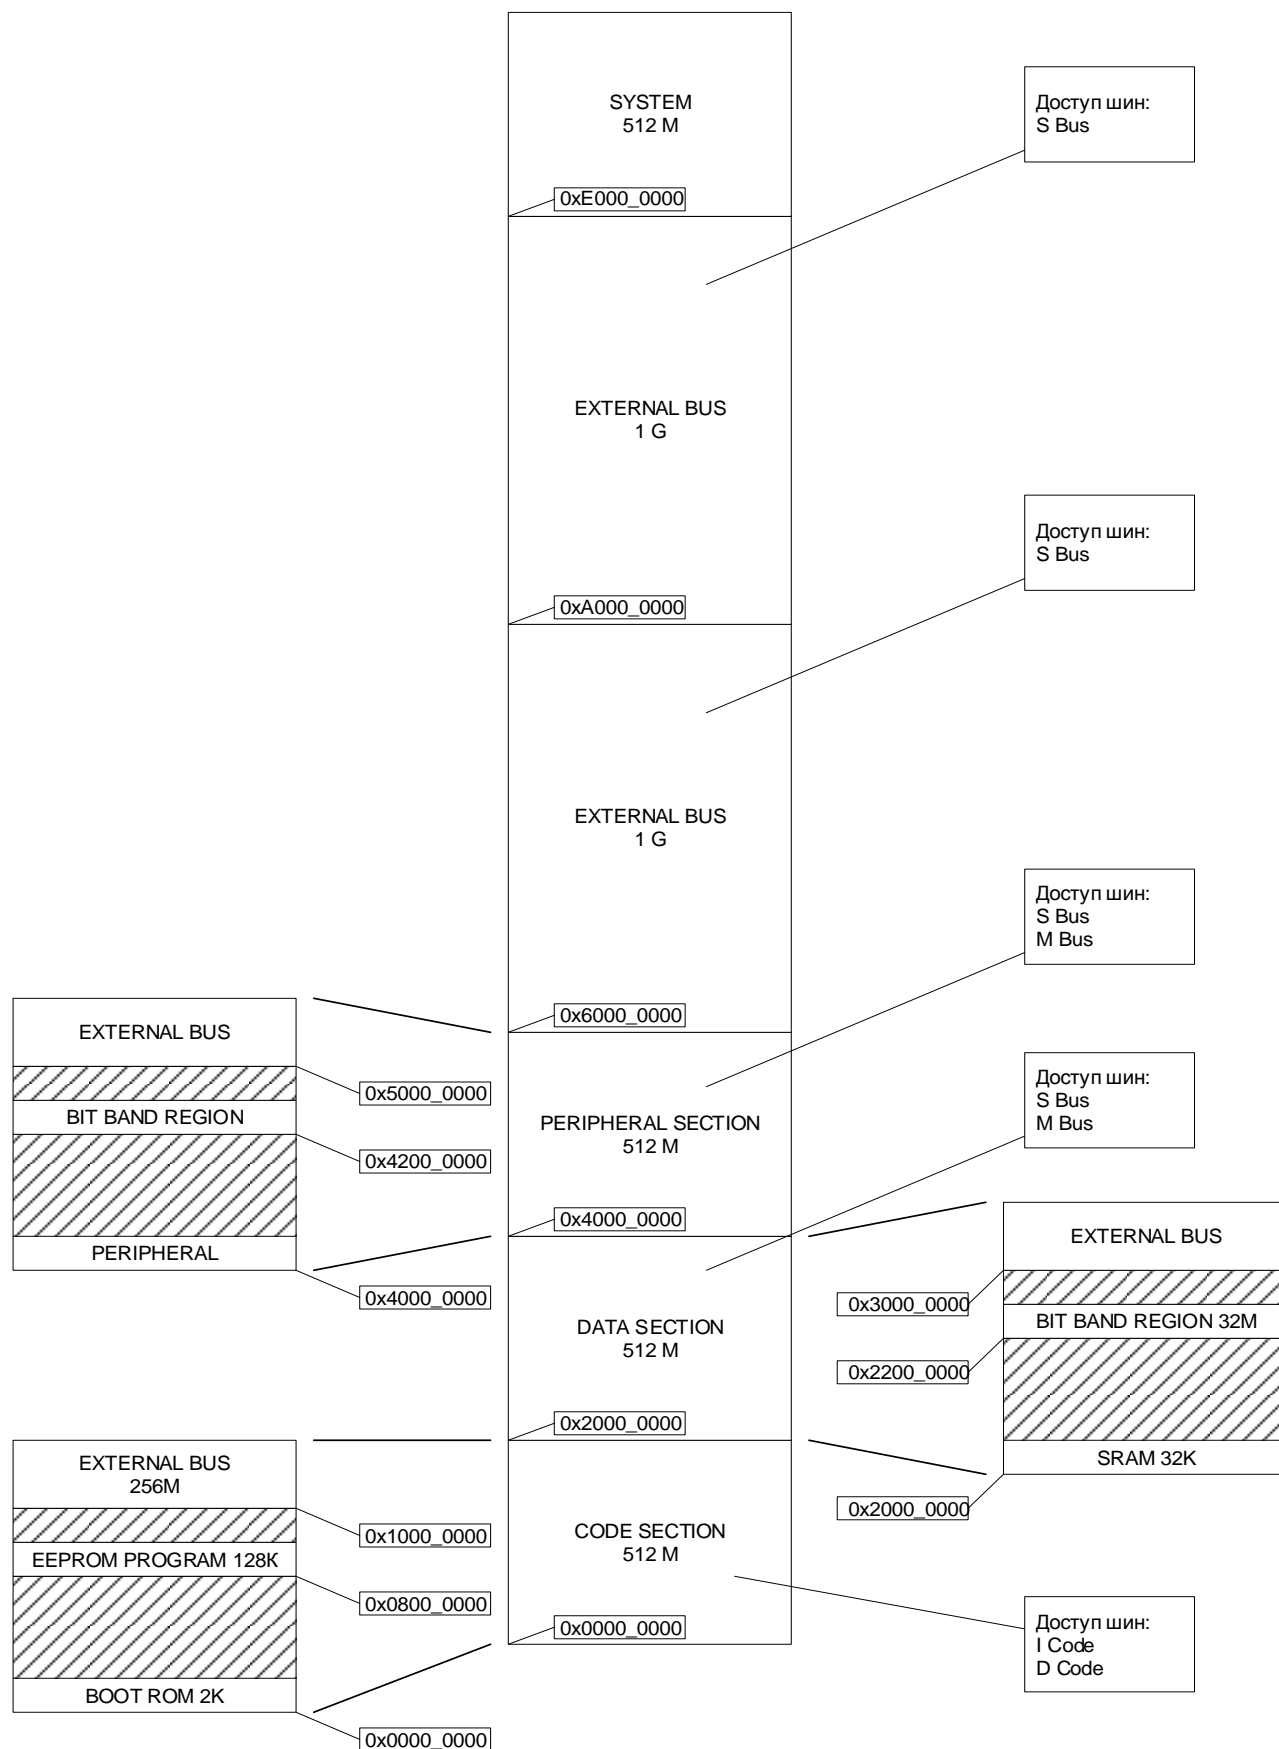 SYSTEM
512 M
Доступ шин:
S Bus
0xE000_0000
EXTERNAL BUS
1 G
Доступ шин:
S Bus
0xA000_0000
EXTERNAL BUS
1 G
Доступ шин:
S Bus
M Bus
0x6000_0000
EXTERNAL BUS
0x5000_0000
BIT BAND REGION
0x4200_0000
PERIPHERAL
0x4000_0000
PERIPHERAL SECTION
512 M
0x4000_0000
Доступ шин:
S Bus
M Bus
DATA SECTION
512 M
0x2000_0000
EXTERNAL BUS
0x3000_0000
BIT BAND REGION 32M
0x2200_0000
SRAM 32K
0x2000_0000
EXTERNAL BUS
256M
0x1000_0000
EEPROM PROGRAM 128K
0x0800_0000
BOOT ROM 2K
0x0000_0000
CODE SECTION
512 M
0x0000_0000
Доступ шин:
I Code
D Code